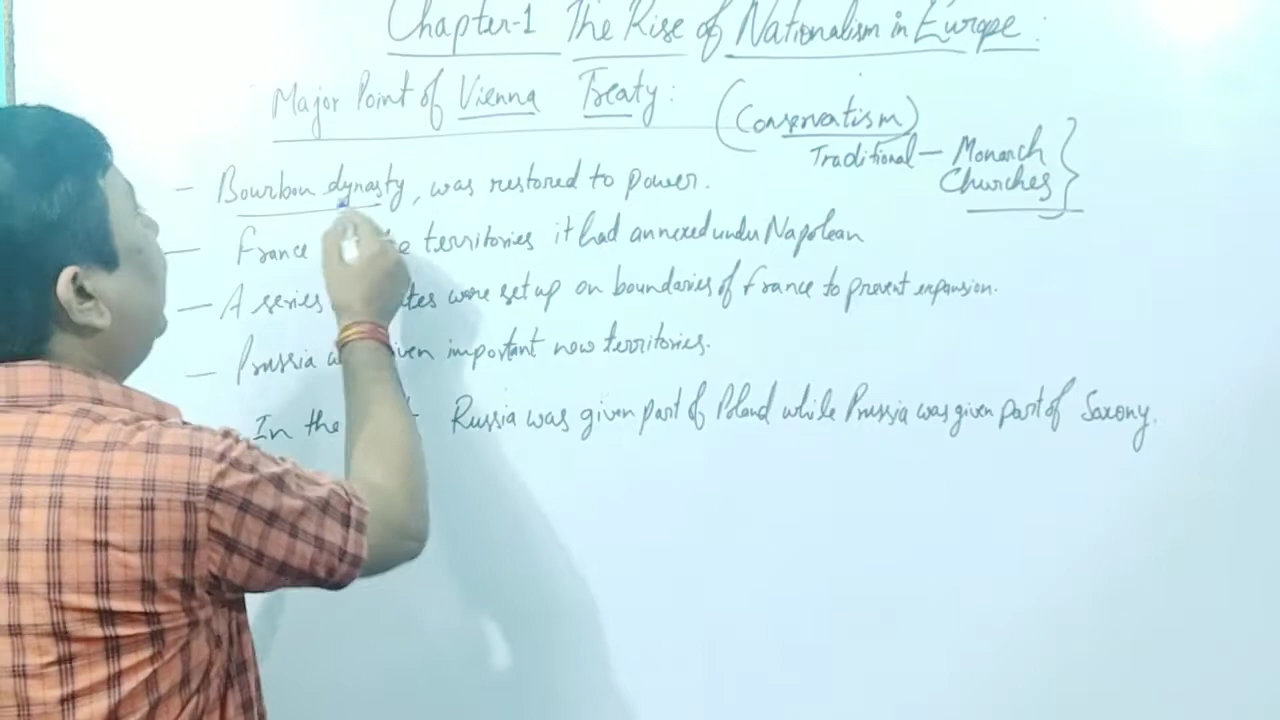 Chapter-1 The Rise of Nationalism in Europe :
Major Point of Vienna Treaty : (Conservatism)
Traditional — Monarch
Churches
- Bourbon dynasty, was restored to power.
- France territories it had annexed under Napolean
- A series were set up on boundaries of France to prevent expansion.
- Prussia important new territories.
In the Russia was given part of Poland while Prussia was given part of Saxony.